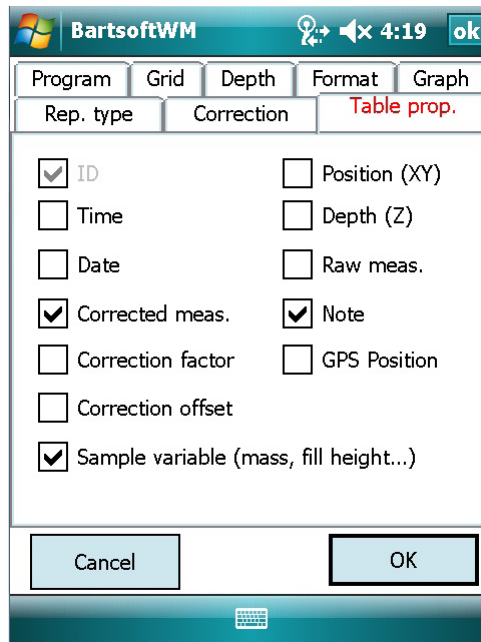 BartsoftWM 4:19 ok
Program Grid Depth Format Graph
Rep. type Correction Table prop.
ID Position (XY)
Time Depth (Z)
Date Raw meas.
Corrected meas. Note
Correction factor GPS Position
Correction offset
Sample variable (mass, fill height...)
Cancel OK